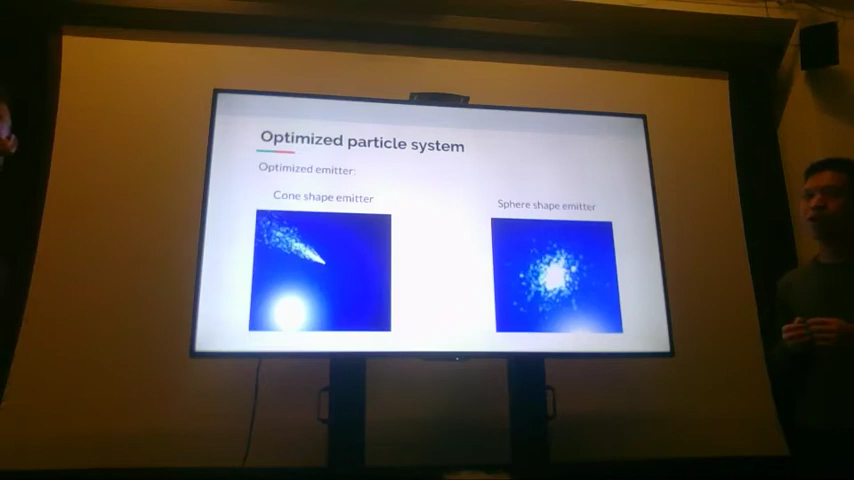 Optimized particle system
Optimized emitter:
Cone shape emitter
Sphere shape emitter